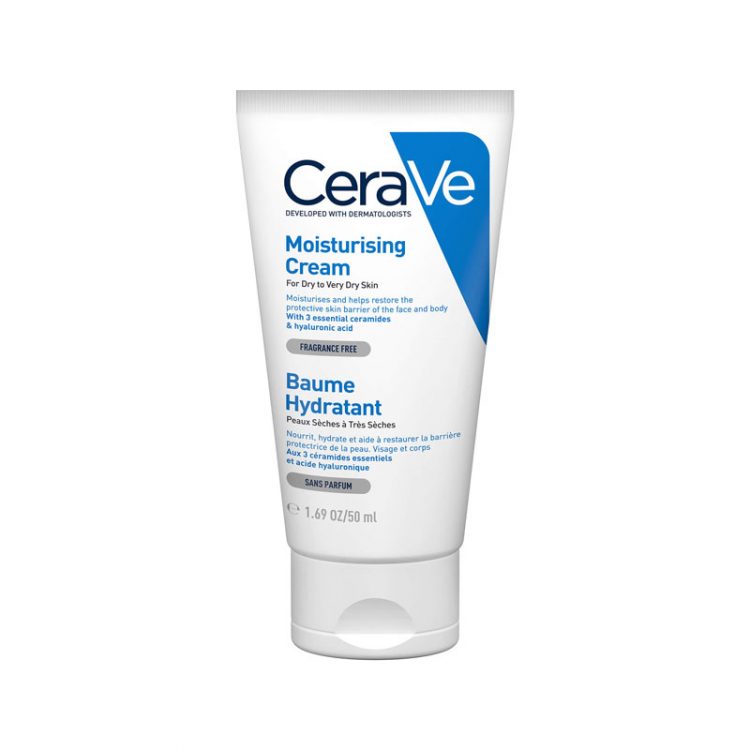 CeraVe
DEVELOPED WITH DERMATOLOGISTS
Moisturising
Cream
For Dry to Very Dry Skin
Moisturises and helps restore the
protective skin barrier of the face and body
With 3 essential ceramides
& hyaluronic acid
FRAGRANCE FREE
Baume
Hydratant
Peaux Sèches à Très Sèches
Nourrit, hydrate et aide à restaurer la barrière
protectrice de la peau. Visage et corps
Aux 3 céramides essentiels
et acide hyaluronique
SANS PARFUM
℮ 1.69 OZ/50 ml